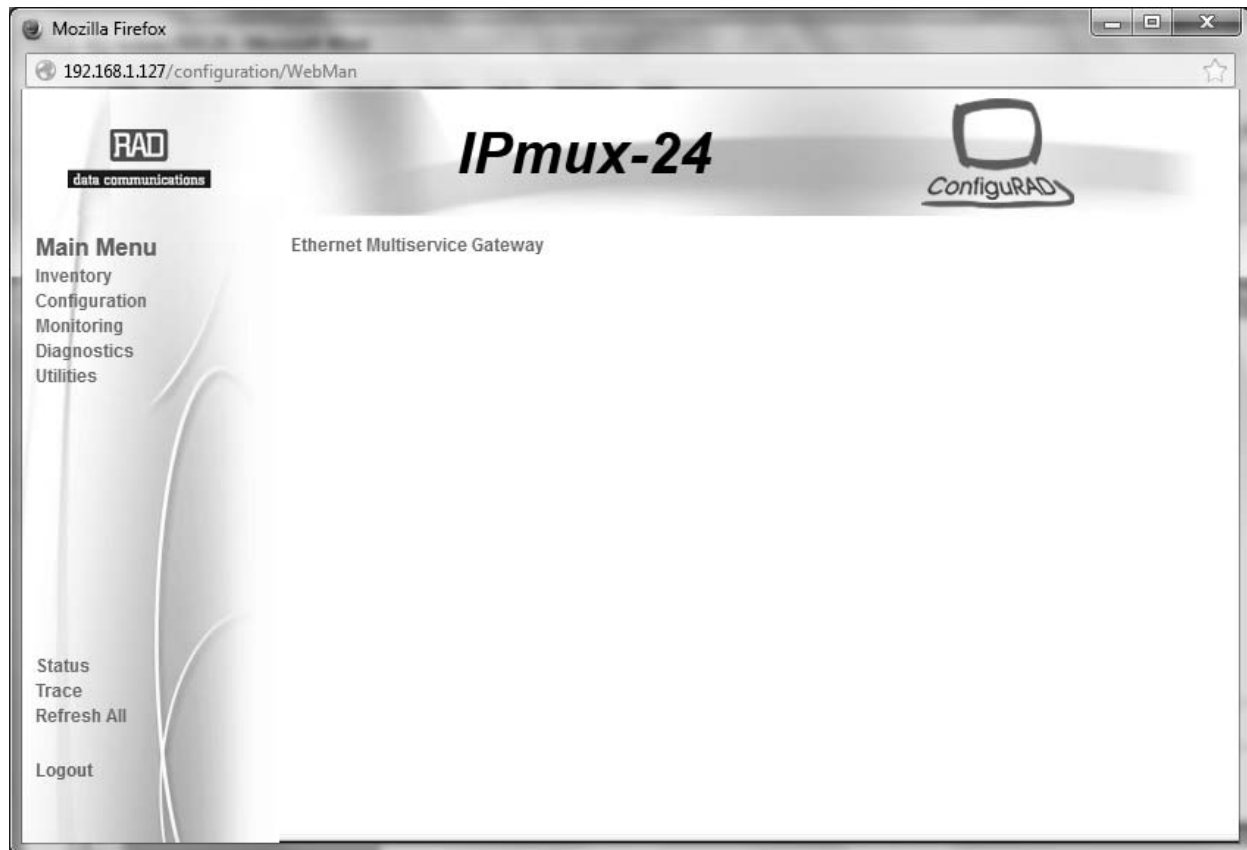 Mozilla Firefox
192.168.1.127/configuration/WebMan
RAD
data communications
IPmux-24
ConfiguRAD
Main Menu
Inventory
Configuration
Monitoring
Diagnostics
Utilities
Ethernet Multiservice Gateway
Status
Trace
Refresh All
Logout